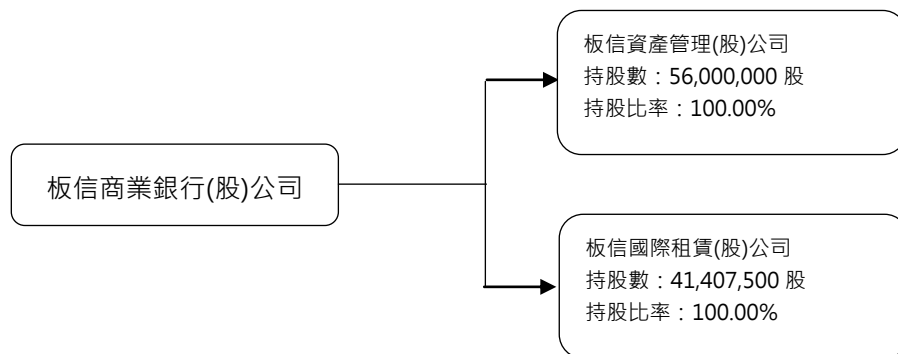 板信資產管理(股)公司
持股數：56,000,000 股
持股比率：100.00%
板信商業銀行(股)公司
板信國際租賃(股)公司
持股數：41,407,500 股
持股比率：100.00%